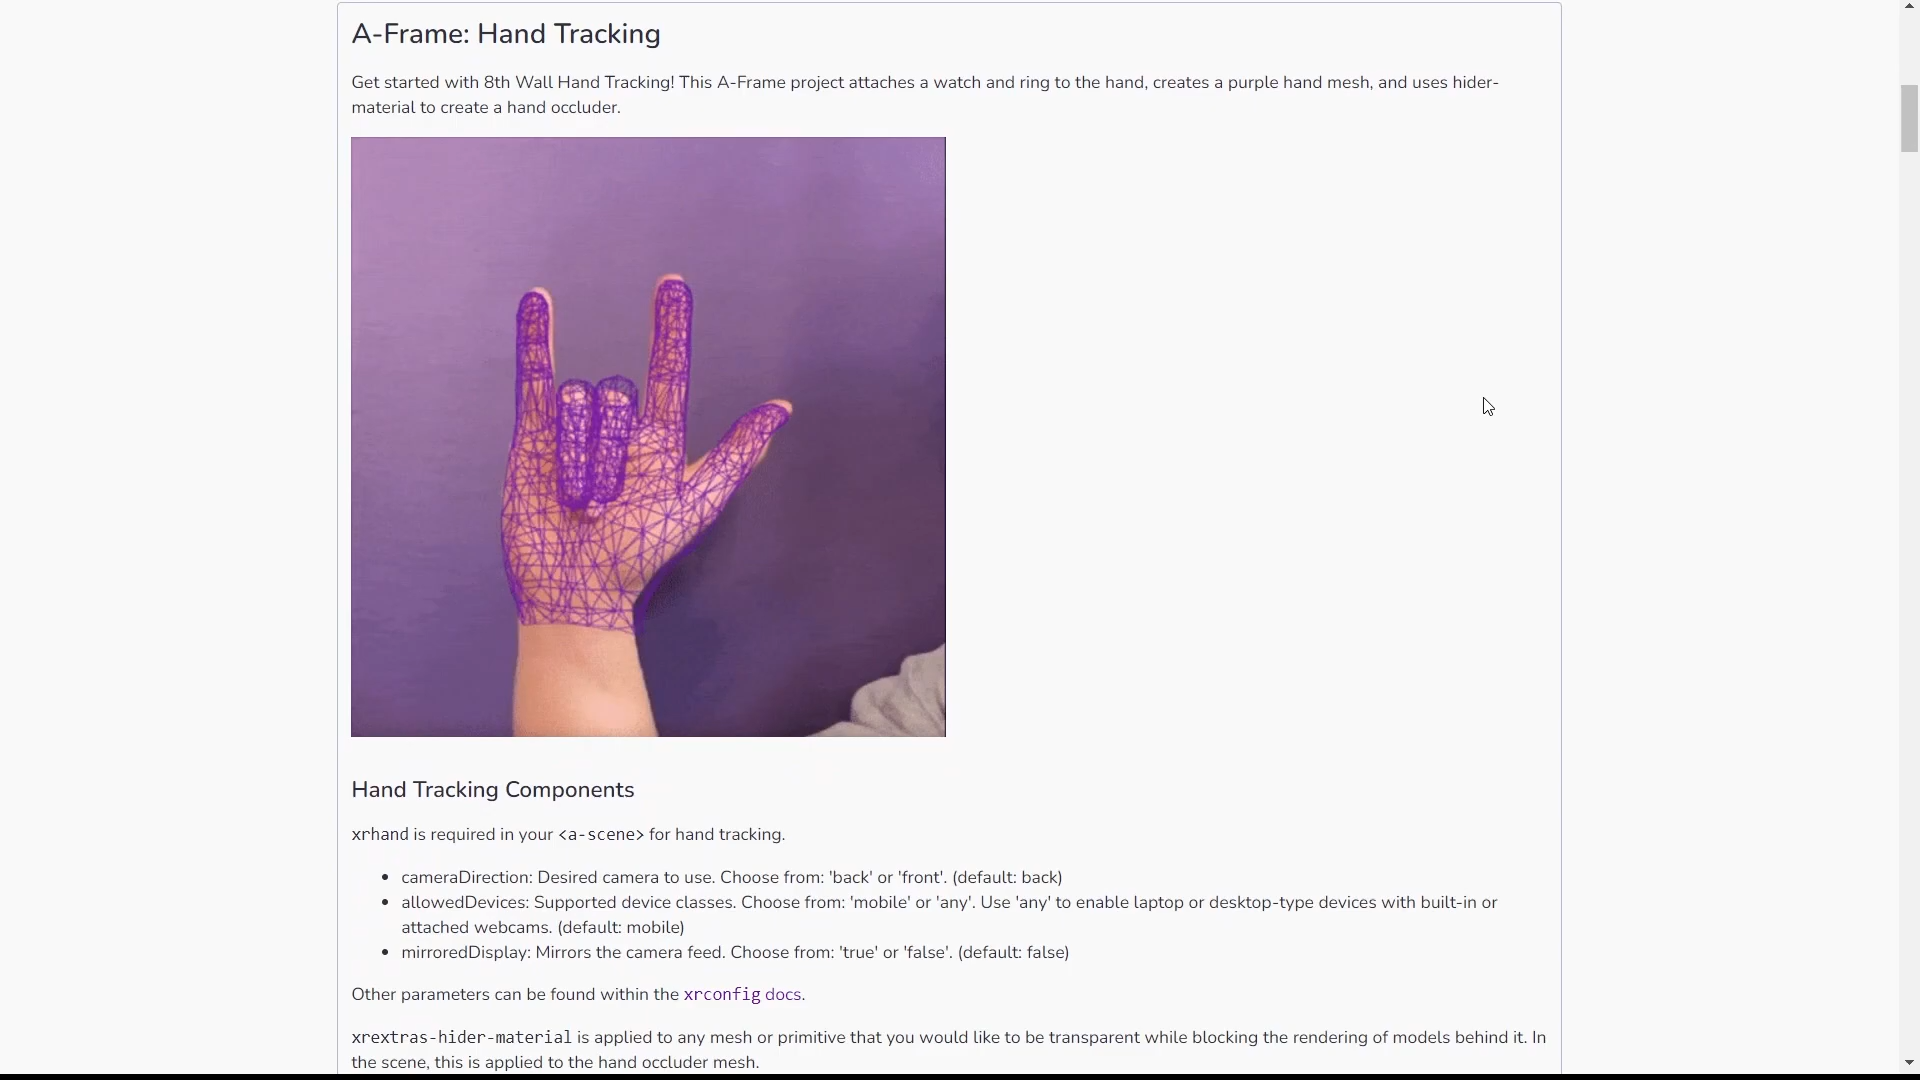 A-Frame: Hand Tracking
Get started with 8th Wall Hand Tracking! This A-Frame project attaches a watch and ring to the hand, creates a purple hand mesh, and uses hider-
material to create a hand occluder.
Hand Tracking Components
xrhand is required in your <a-scene> for hand tracking.
• cameraDirection: Desired camera to use. Choose from: 'back' or 'front'. (default: back)
• allowedDevices: Supported device classes. Choose from: 'mobile' or 'any'. Use 'any' to enable laptop or desktop-type devices with built-in or
attached webcams. (default: mobile)
• mirroredDisplay: Mirrors the camera feed. Choose from: 'true' or 'false'. (default: false)
Other parameters can be found within the xrconfig docs.
xrextras-hider-material is applied to any mesh or primitive that you would like to be transparent while blocking the rendering of models behind it. In
the scene, this is applied to the hand occluder mesh.